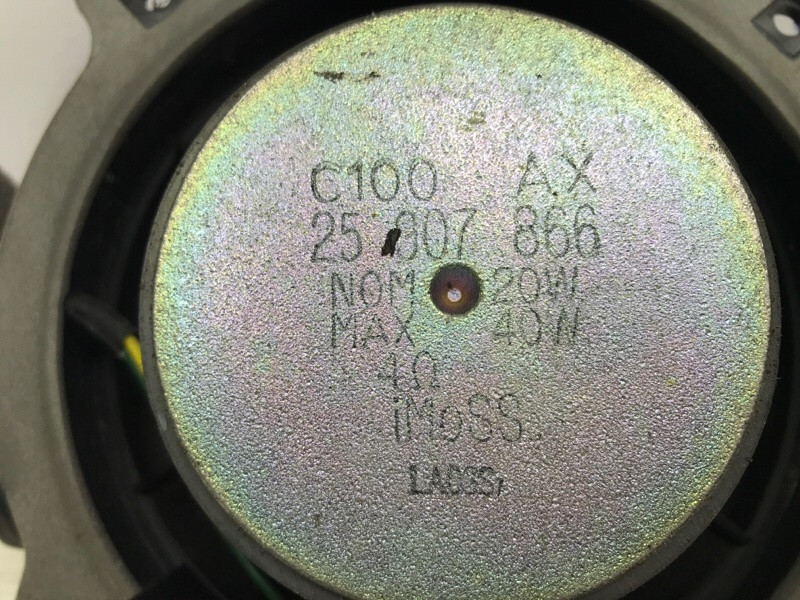 C100 A.X
25 807 866
NOM 20W
MAX 40W
4Ω
iMoSS.